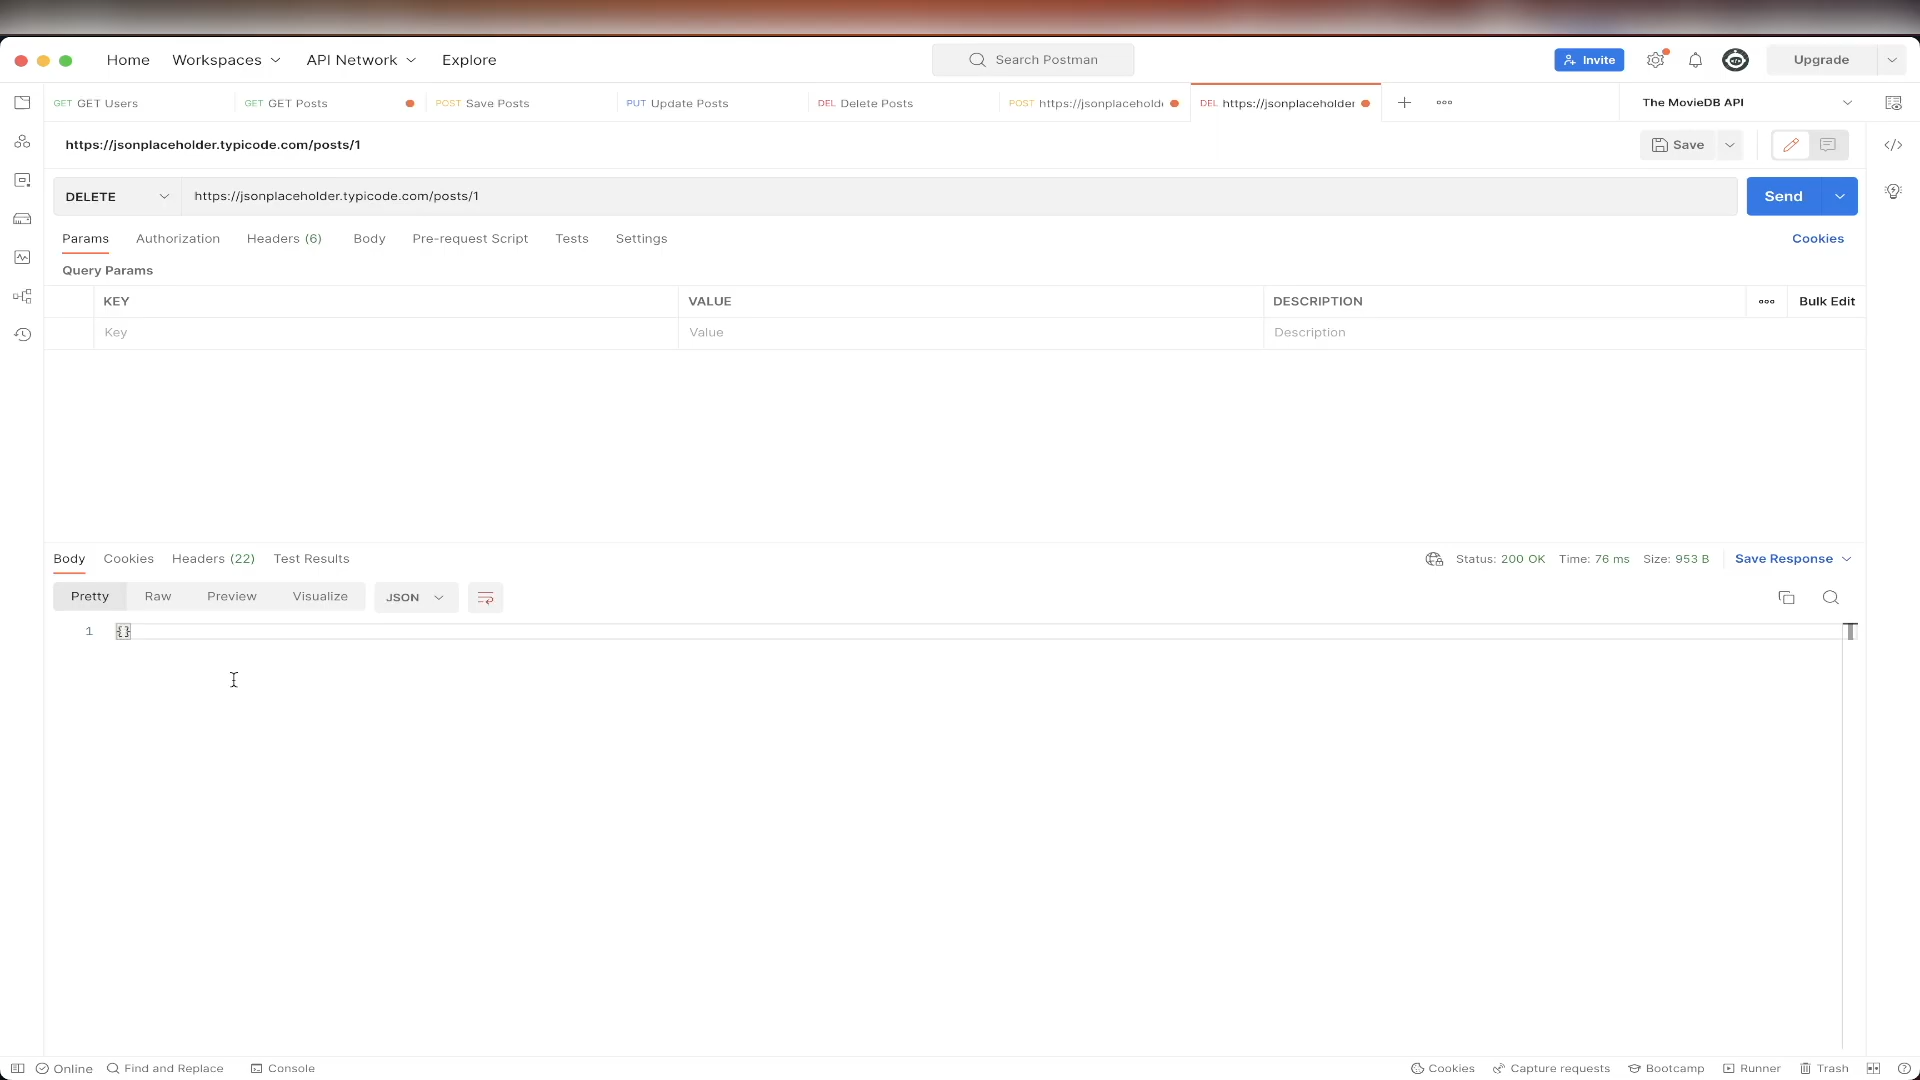 Home Workspaces API Network Explore Search Postman Invite Upgrade
GET GET Users GET GET Posts POST Save Posts PUT Update Posts DEL Delete Posts POST https://jsonplacehold DEL https://jsonplaceholder The MovieDB API
https://jsonplaceholder.typicode.com/posts/1 Save
DELETE https://jsonplaceholder.typicode.com/posts/1 Send
Params Authorization Headers (6) Body Pre-request Script Tests Settings Cookies
Query Params
KEY VALUE DESCRIPTION Bulk Edit
Key Value Description
Body Cookies Headers (22) Test Results Status: 200 OK Time: 76 ms Size: 953 B Save Response
Pretty Raw Preview Visualize JSON
1 {}
Online Find and Replace Console Cookies Capture requests Bootcamp Runner Trash